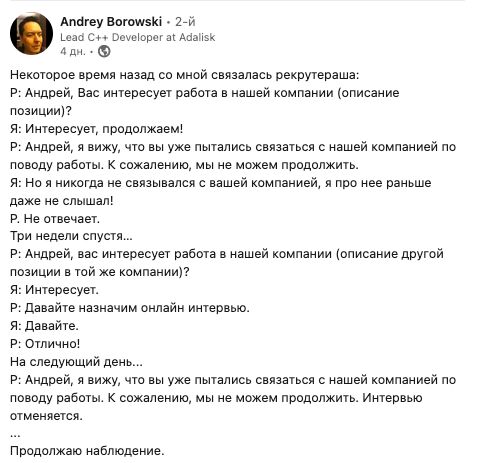 Andrey Borowski • 2-й
Lead C++ Developer at Adalisk
4 дн. •
Некоторое время назад со мной связалась рекрутераша:
Р: Андрей, Вас интересует работа в нашей компании (описание
позиции)?
Я: Интересует, продолжаем!
Р: Андрей, я вижу, что вы уже пытались связаться с нашей компанией по
поводу работы. К сожалению, мы не можем продолжить.
Я: Но я никогда не связывался с вашей компанией, я про нее раньше
даже не слышал!
Р. Не отвечает.
Три недели спустя...
Р: Андрей, вас интересует работа в нашей компании (описание другой
позиции в той же компании)?
Я: Интересует.
Р: Давайте назначим онлайн интервью.
Я: Давайте.
Р: Отлично!
На следующий день...
Р: Андрей, я вижу, что вы уже пытались связаться с нашей компанией по
поводу работы. К сожалению, мы не можем продолжить. Интервью
отменяется.
...
Продолжаю наблюдение.